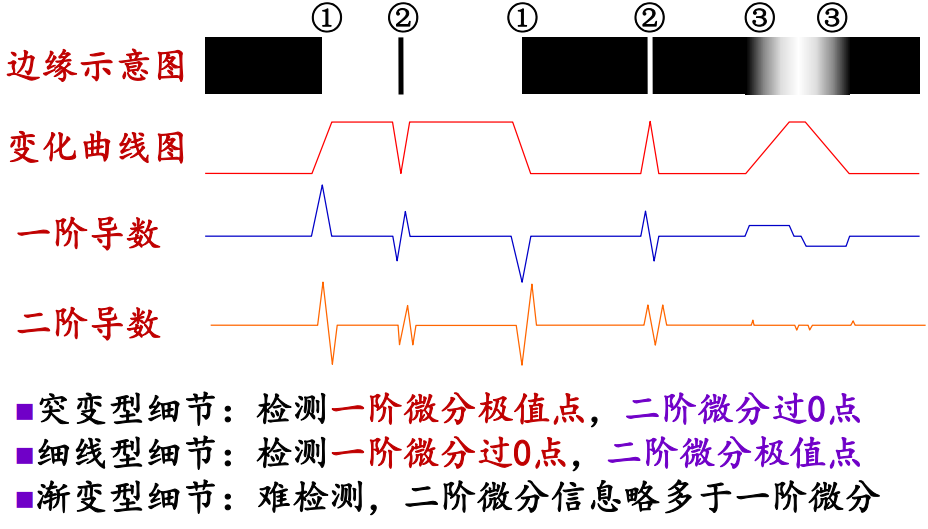 ① ② ① ② ③ ③
边缘示意图
变化曲线图
一阶导数
二阶导数
■突变型细节：检测一阶微分极值点，二阶微分过0点
■细线型细节：检测一阶微分过0点，二阶微分极值点
■渐变型细节：难检测，二阶微分信息略多于一阶微分